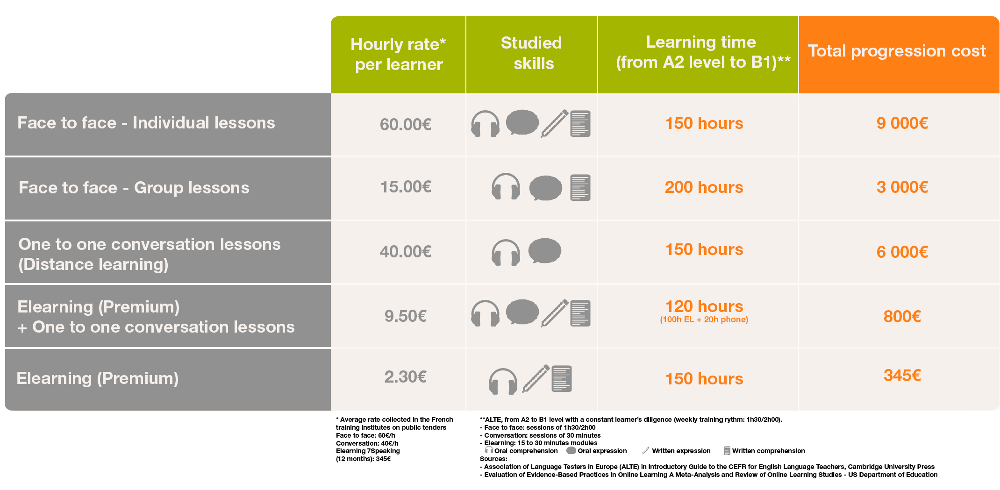 Hourly rate*
per learner
Studied
skills
Learning time
(from A2 level to B1)**
Total progression cost
Face to face - Individual lessons
60.00€
150 hours
9 000€
Face to face - Group lessons
15.00€
200 hours
3 000€
One to one conversation lessons
(Distance learning)
40.00€
150 hours
6 000€
Elearning (Premium)
+ One to one conversation lessons
9.50€
120 hours
(100h EL + 20h phone)
800€
Elearning (Premium)
2.30€
150 hours
345€
* Average rate collected in the French
training institutes on public tenders
Face to face: 60€/h
Conversation: 40€/h
Elearning 7Speaking
(12 months): 345€
**ALTE, from A2 to B1 level with a constant learner's diligence (weekly training rythm: 1h30/2h00).
- Face to face: sessions of 1h30/2h00
- Conversation: sessions of 30 minutes
- Elearning: 15 to 30 minutes modules
Oral comprehension Oral expression Written expression Written comprehension
Sources:
- Association of Language Testers in Europe (ALTE) in Introductory Guide to the CEFR for English Language Teachers, Cambridge University Press
- Evaluation of Evidence-Based Practices in Online Learning A Meta-Analysis and Review of Online Learning Studies - US Department of Education